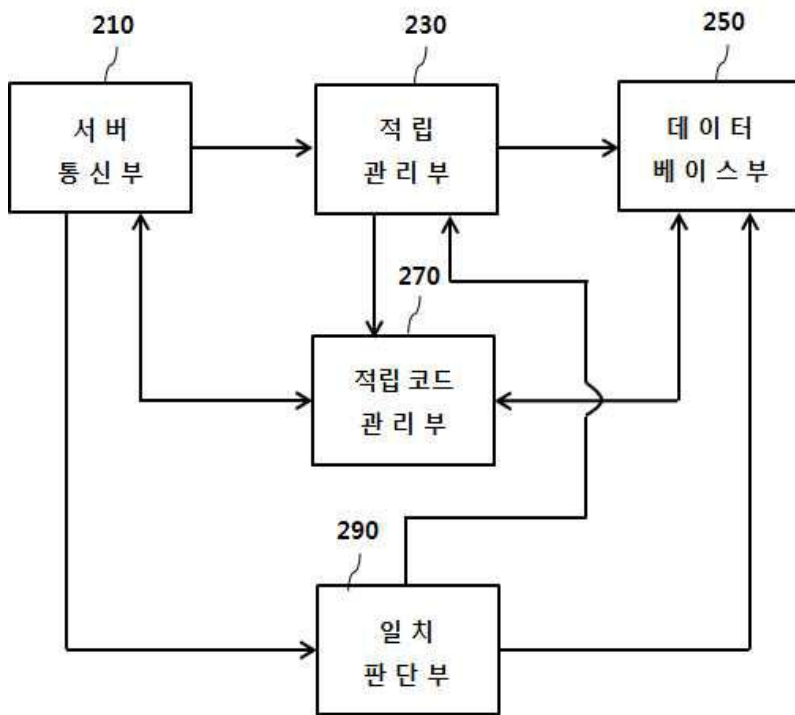 210
230
250
서 버
통 신 부
적 립
관 리 부
데 이 터
베 이 스 부
270
적 립 코 드
관 리 부
290
일 치
판 단 부